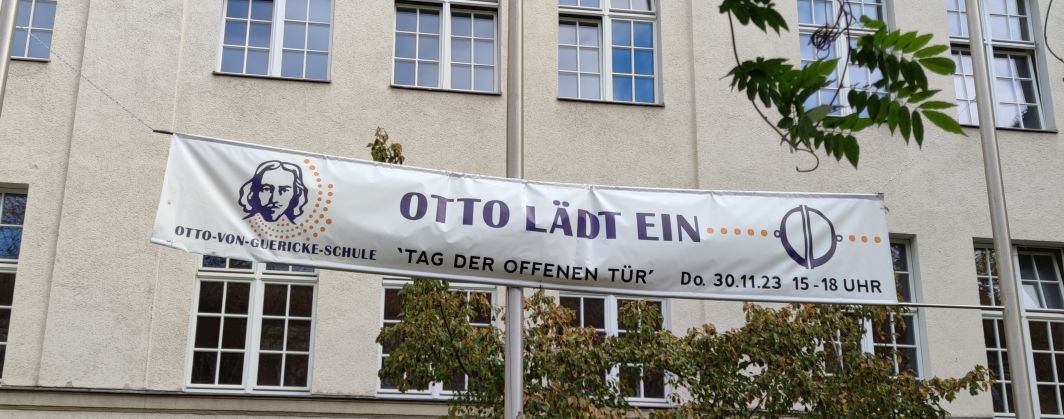 OTTO LÄDT EIN
OTTO-VON-GUERICKE-SCHULE
‘TAG DER OFFENEN TÜR’ Do. 30.11.23 15-18 UHR